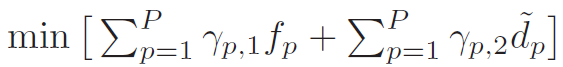 min [∑_{p=1}^{P} γ_{p,1} f_p + ∑_{p=1}^{P} γ_{p,2} d̃_p]